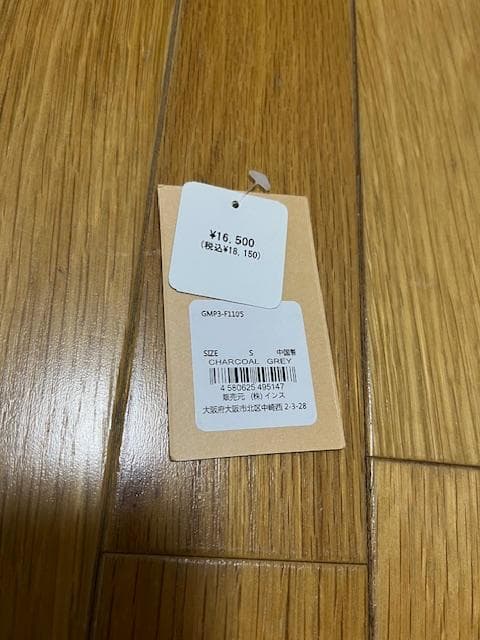 ¥16,500
(税込¥18,150)
GMP3-F1105
SIZE S 中国製
CHARCOAL GREY
4 580625 495147
販売元 (株)インス
大阪府大阪市北区中崎西 2-3-28